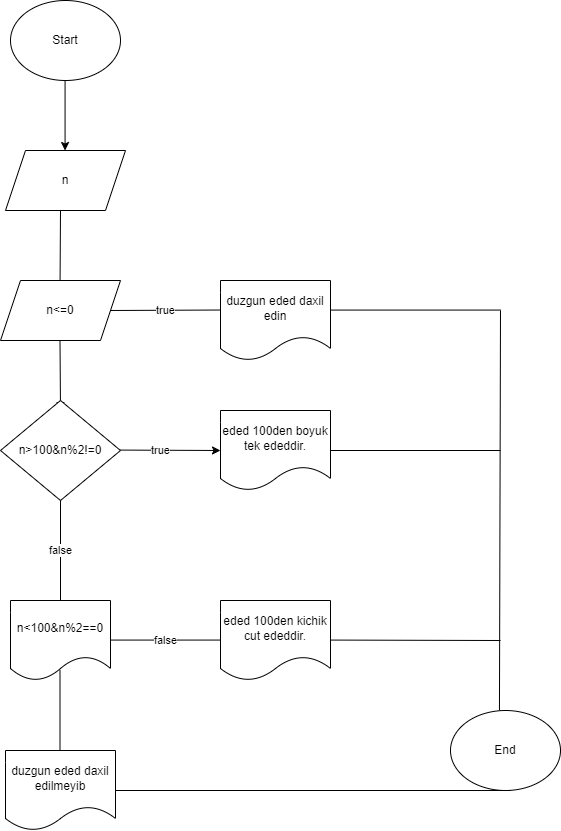 Start
n
n<=0
true
duzgun eded daxil
edin
n>100&n%2!=0
true
eded 100den boyuk
tek ededdir.
false
n<100&n%2==0
false
eded 100den kichik
cut ededdir.
duzgun eded daxil
edilmeyib
End